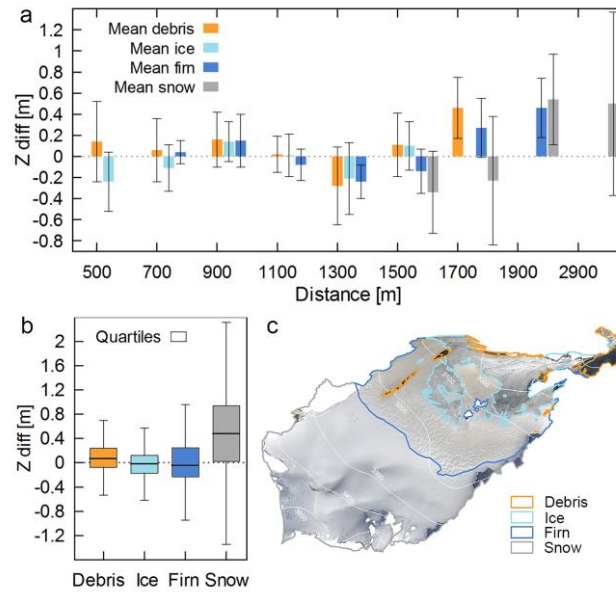 a
Mean debris
Mean ice
Mean firn
Mean snow
Z diff [m]
1.2
1
0.8
0.6
0.4
0.2
0
-0.2
-0.4
-0.6
-0.8
500 700 900 1100 1300 1500 1700 1900 2900
Distance [m]
b
Quartiles
Z diff [m]
2
1.6
1.2
0.8
0.4
0
-0.4
-0.8
-1.2
Debris Ice Firn Snow
c
Debris
Ice
Firn
Snow